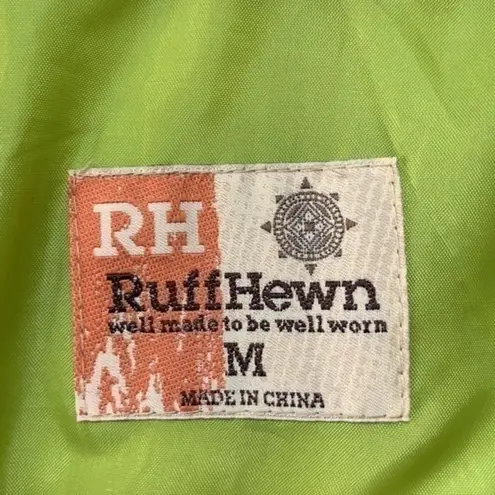 RH
RuffHewn
well made to be well worn
M
MADE IN CHINA